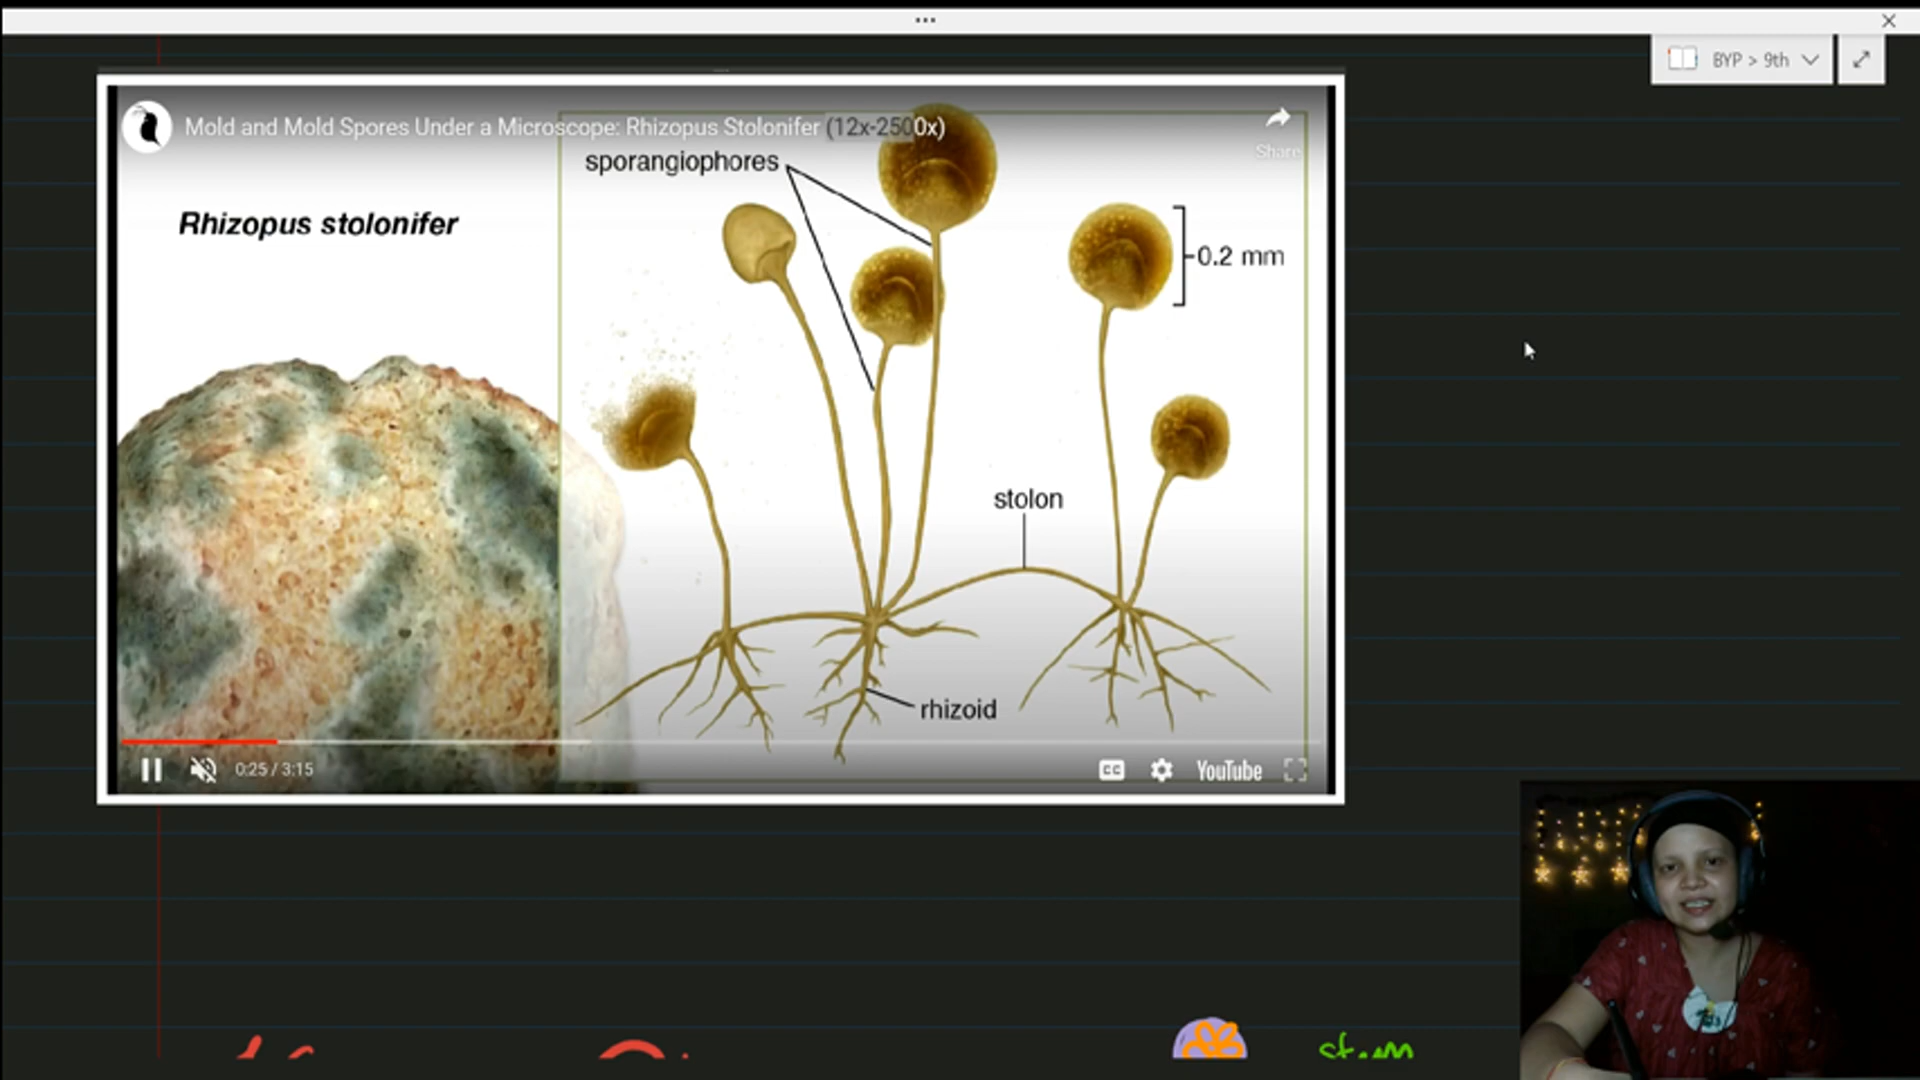 BYP > 9th
Mold and Mold Spores Under a Microscope: Rhizopus Stolonifer (12x-2500x)
Share
sporangiophores
Rhizopus stolonifer
0.2 mm
stolon
rhizoid
0:25 / 3:15
CC
YouTube